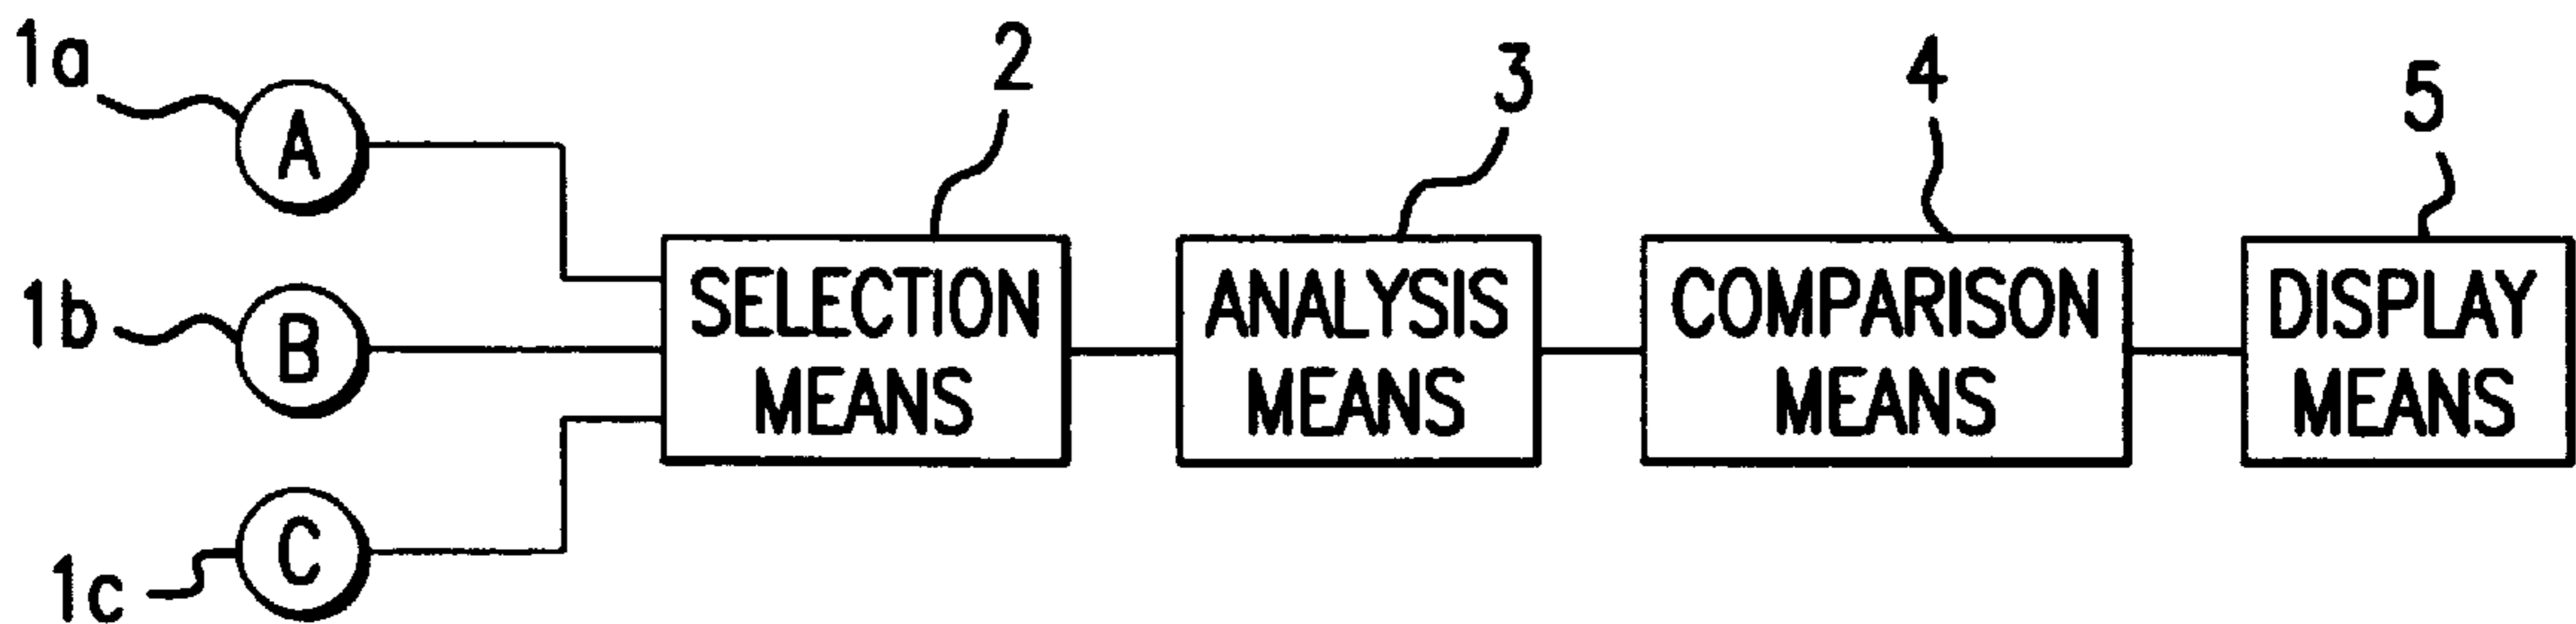 1a
A
2
3
4
5
1b
B
SELECTION
MEANS
ANALYSIS
MEANS
COMPARISON
MEANS
DISPLAY
MEANS
1c
C